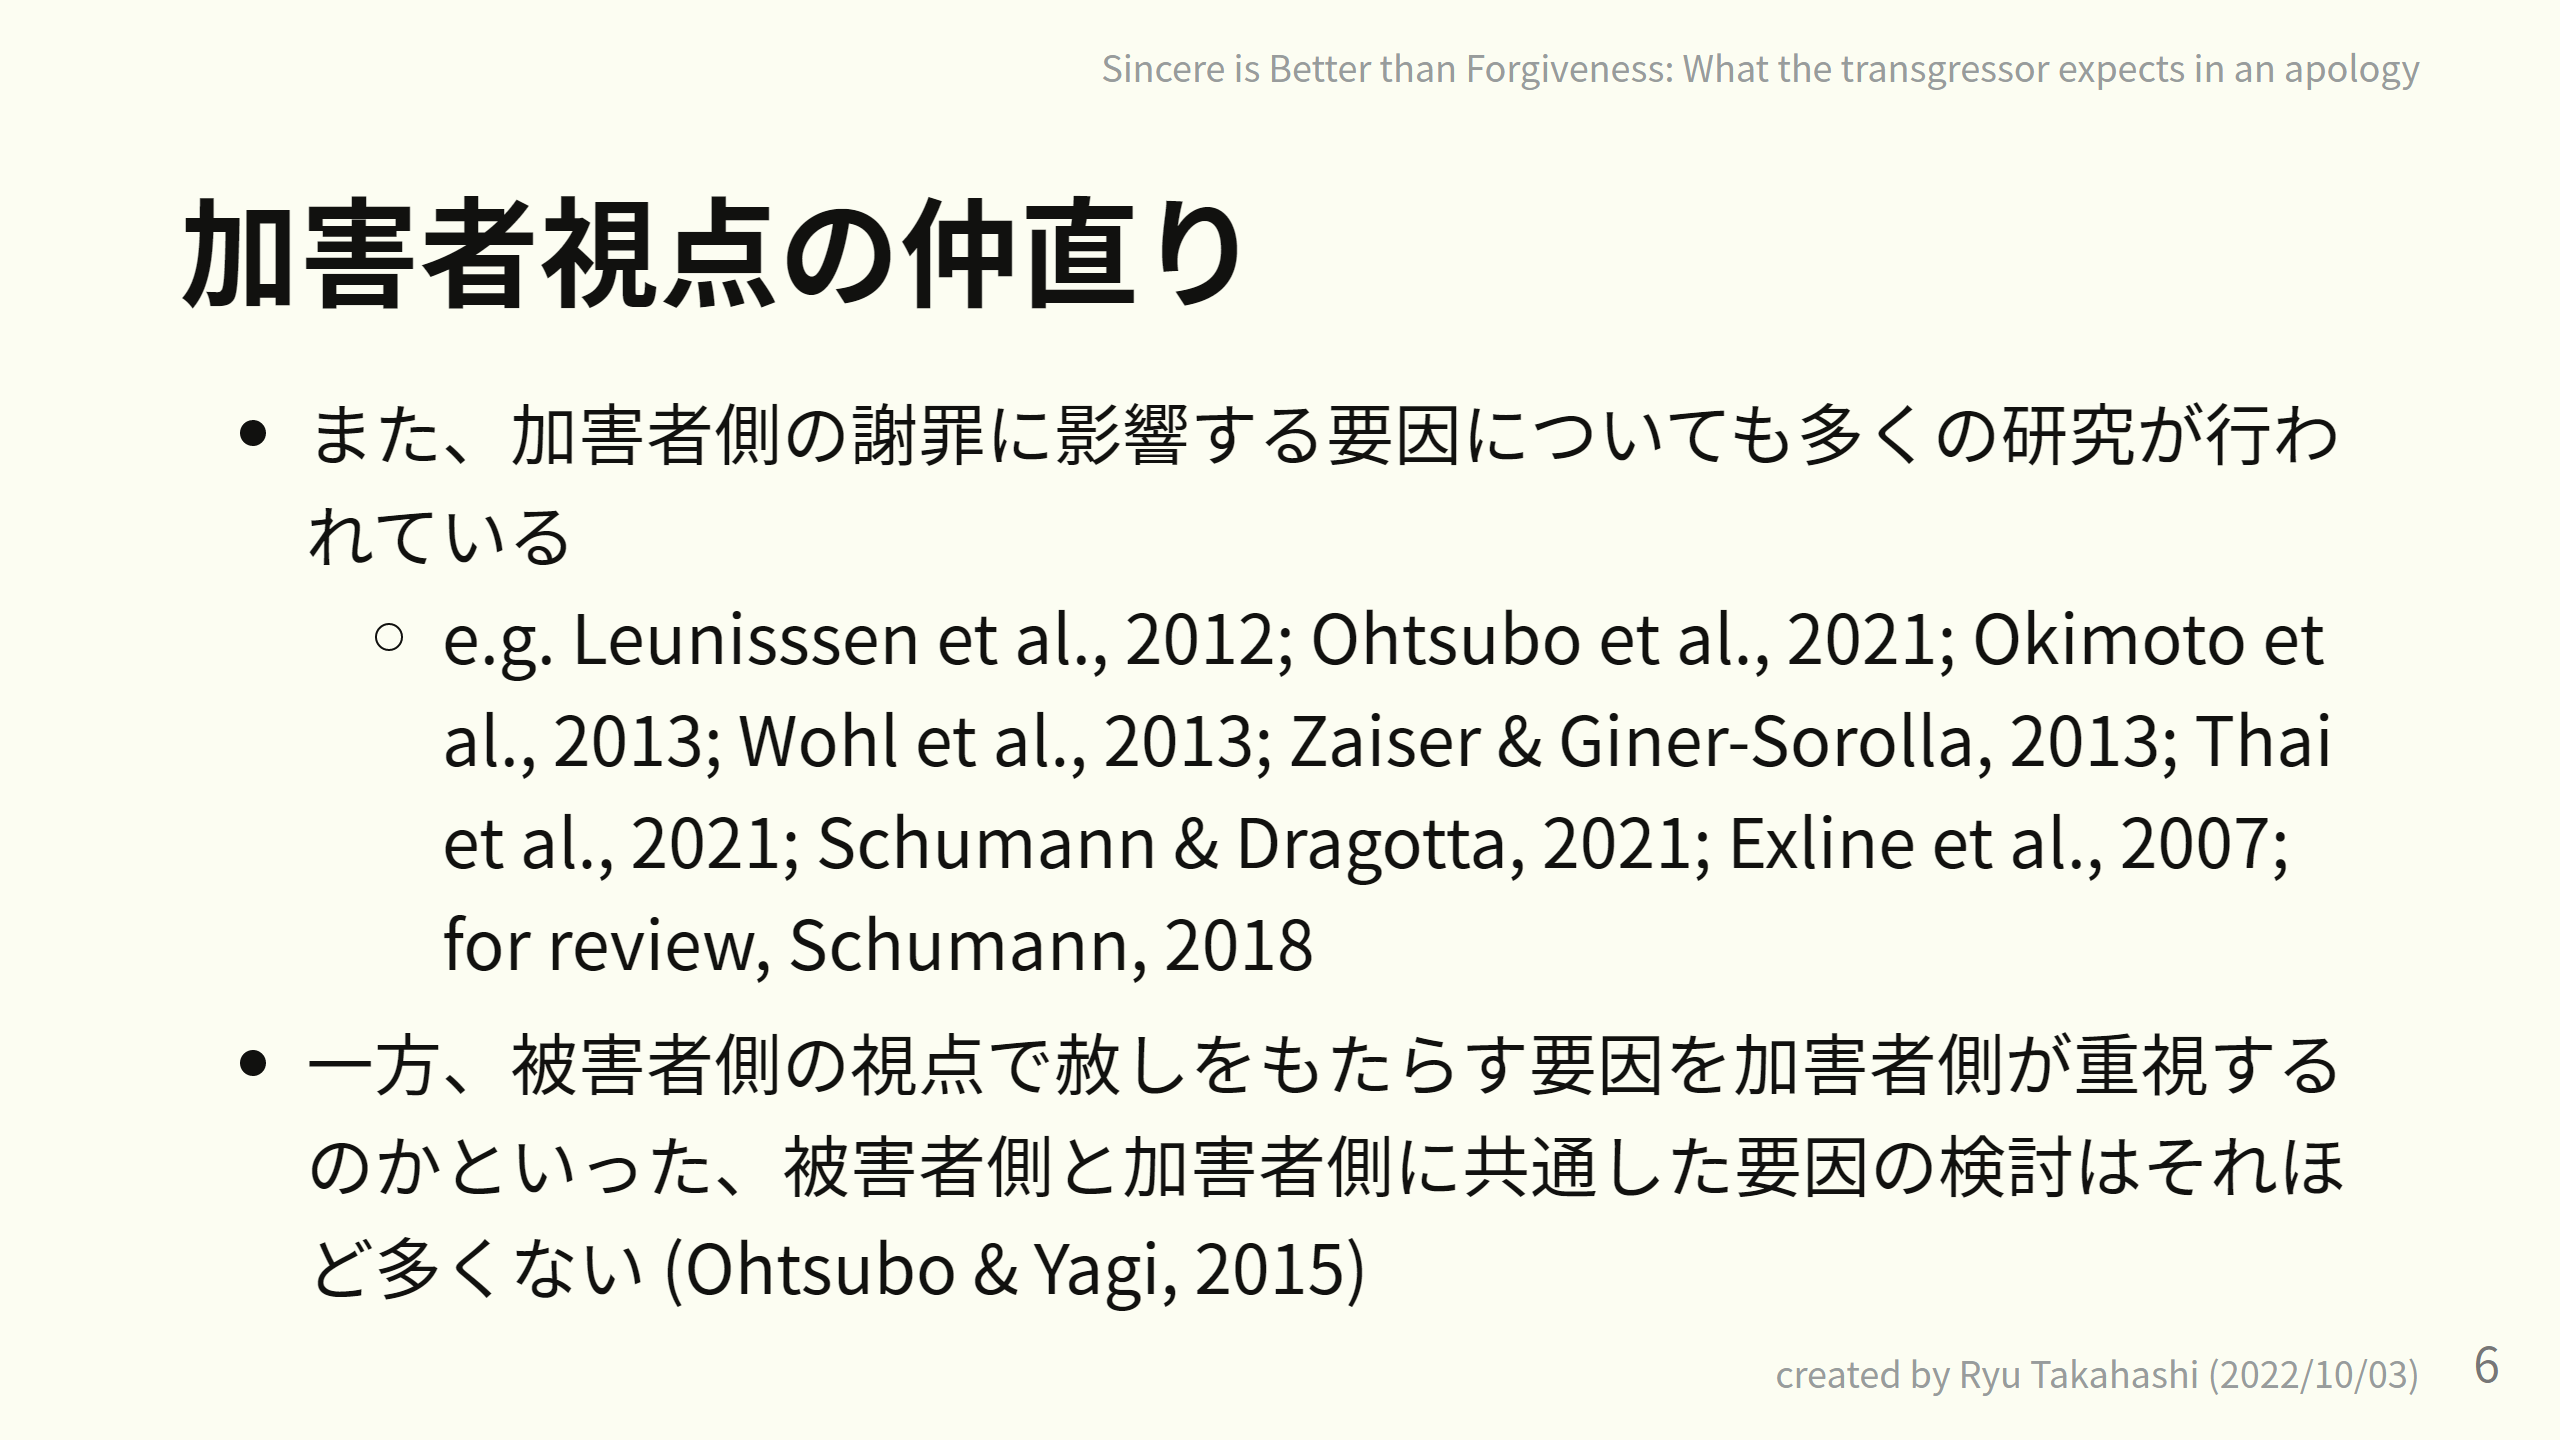 Sincere is Better than Forgiveness: What the transgressor expects in an apology
加害者視点の仲直り
• また、加害者側の謝罪に影響する要因についても多くの研究が行わ
れている
○ e.g. Leunisssen et al., 2012; Ohtsubo et al., 2021; Okimoto et
al., 2013; Wohl et al., 2013; Zaiser & Giner-Sorolla, 2013; Thai
et al., 2021; Schumann & Dragotta, 2021; Exline et al., 2007;
for review, Schumann, 2018
• 一方、被害者側の視点で赦しをもたらす要因を加害者側が重視する
のかといった、被害者側と加害者側に共通した要因の検討はそれほ
ど多くない (Ohtsubo & Yagi, 2015)
created by Ryu Takahashi (2022/10/03)
6